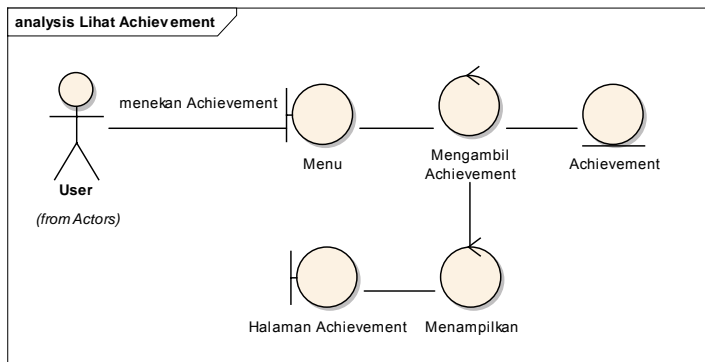 analysis Lihat Achievement
menekan Achievement
Menu
Mengambil
Achievement
Achievement
User
(from Actors)
Halaman Achievement
Menampilkan